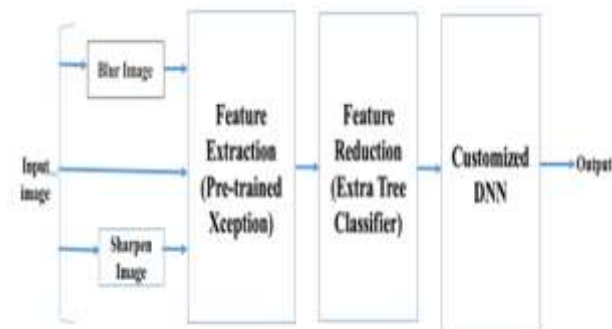 Blur Image
Input
image
Sharpen
Image
Feature
Extraction
(Pre-trained
Xception)
Feature
Reduction
(Extra Tree
Classifier)
Customized
DNN
Output